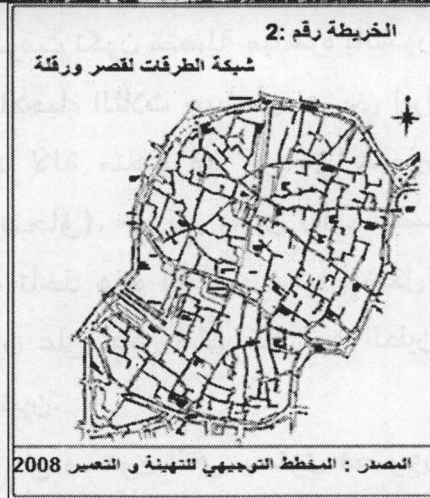 الخريطة رقم :2
شبكة الطرقات لقصر ورقلة
المصدر : المخطط التوجيهي للتهيئة و التعمير 2008